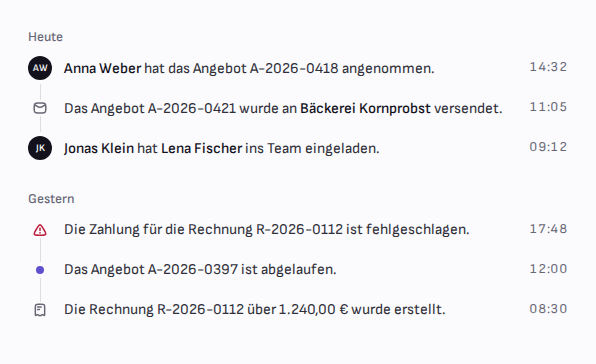 Heute
AW Anna Weber hat das Angebot A-2026-0418 angenommen. 14:32
Das Angebot A-2026-0421 wurde an Bäckerei Kornprobst versendet. 11:05
JK Jonas Klein hat Lena Fischer ins Team eingeladen. 09:12
Gestern
Die Zahlung für die Rechnung R-2026-0112 ist fehlgeschlagen. 17:48
Das Angebot A-2026-0397 ist abgelaufen. 12:00
Die Rechnung R-2026-0112 über 1.240,00 € wurde erstellt. 08:30